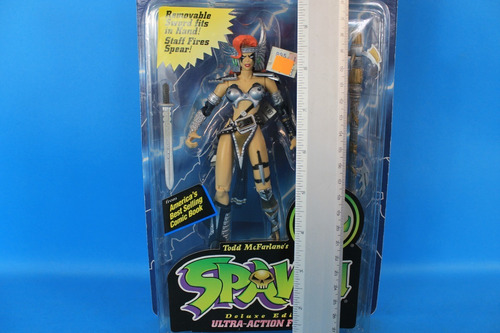 Removable
Sword fits
in Hand!
Staff Fires
Spear!
From
America's
Best Selling
Comic Book
Todd McFarlane's
SPAWN
Deluxe
ULTRA-ACTION